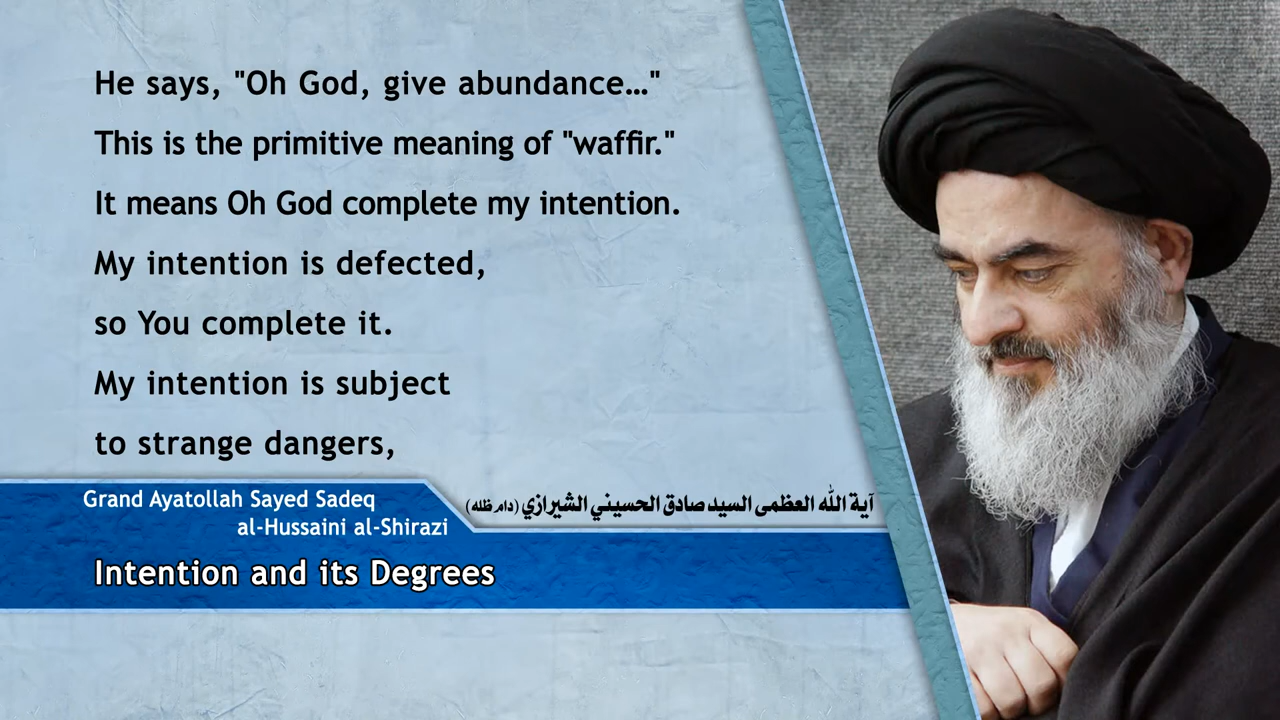 He says, "Oh God, give abundance…"
This is the primitive meaning of "waffir."
It means Oh God complete my intention.
My intention is defected,
so You complete it.
My intention is subject
to strange dangers,
Grand Ayatollah Sayed Sadeq
al-Hussaini al-Shirazi
آية الله العظمى السيد صادق الحسيني الشيرازي (دام ظله)
Intention and its Degrees